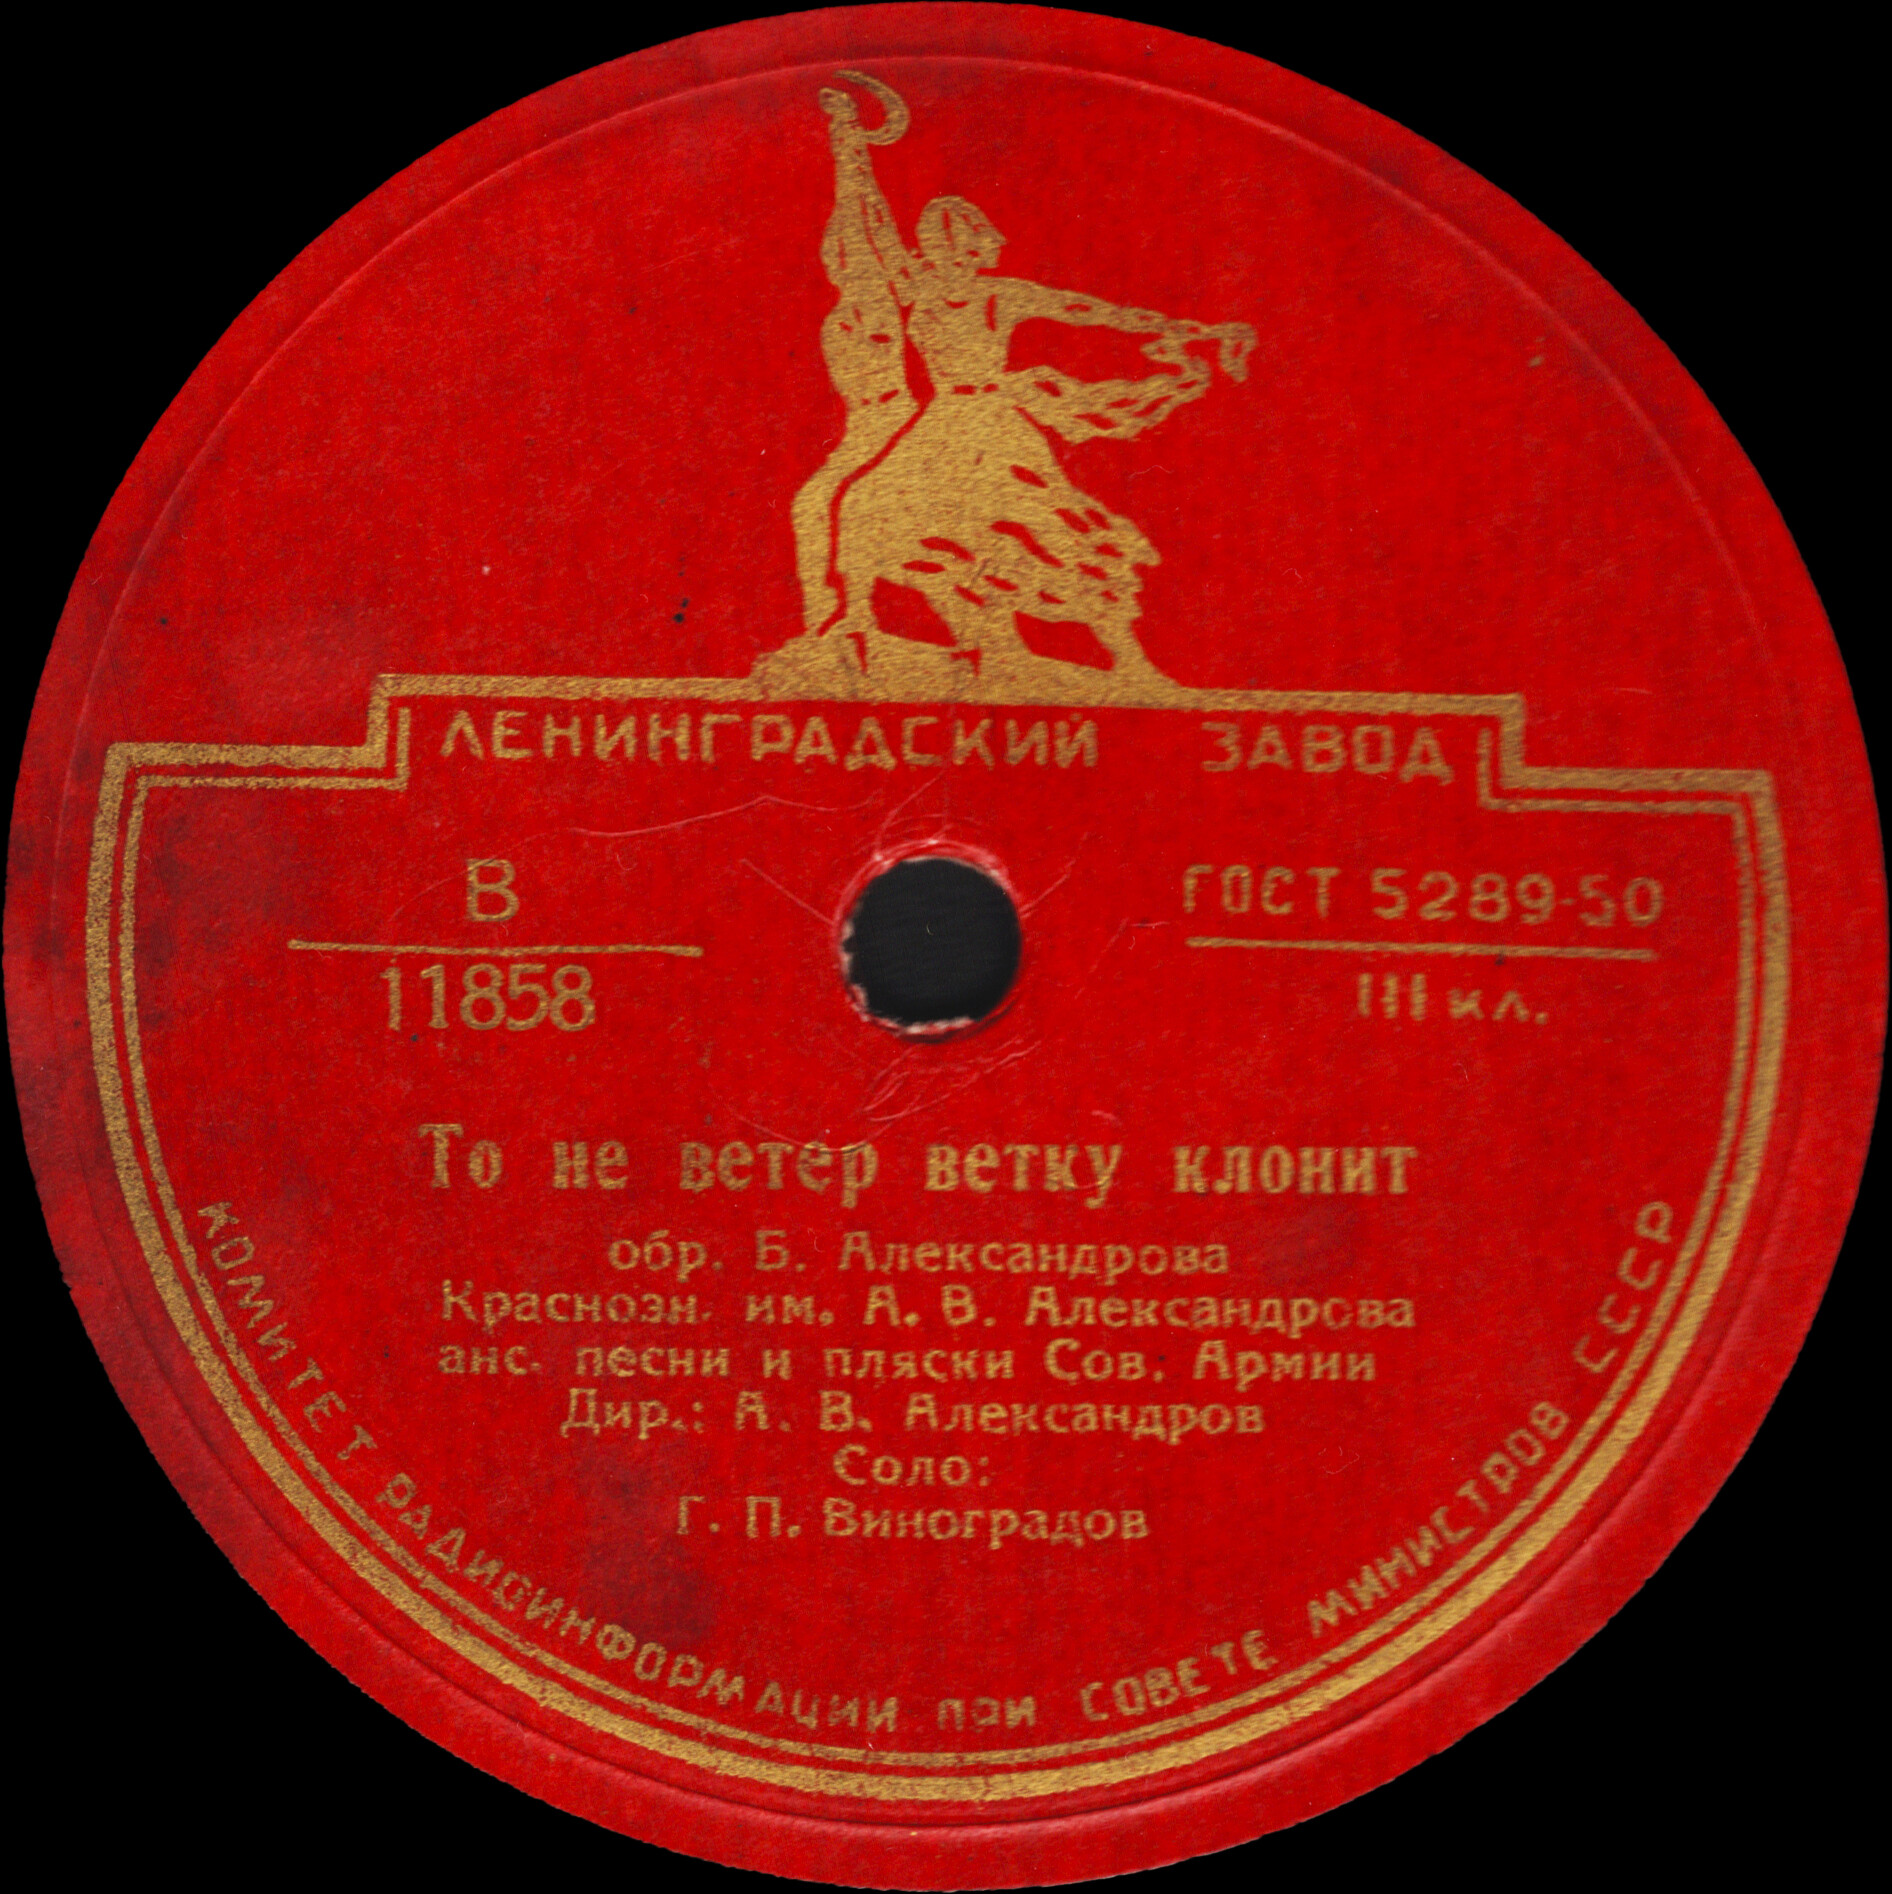 ЛЕНИНГРАДСКИЙ ЗАВОД
В
11858
ГОСТ 5289-50
III кл.
То не ветер ветку клонит
обр. Б. Александрова
Краснозн. им. А. В. Александрова
анс. песни и пляски Сов. Армии
Дир.: А. В. Александров
Соло:
Г. П. Виноградов
КОМИТЕТ РАДИОИНФОРМАЦИИ ПРИ СОВЕТЕ МИНИСТРОВ СССР